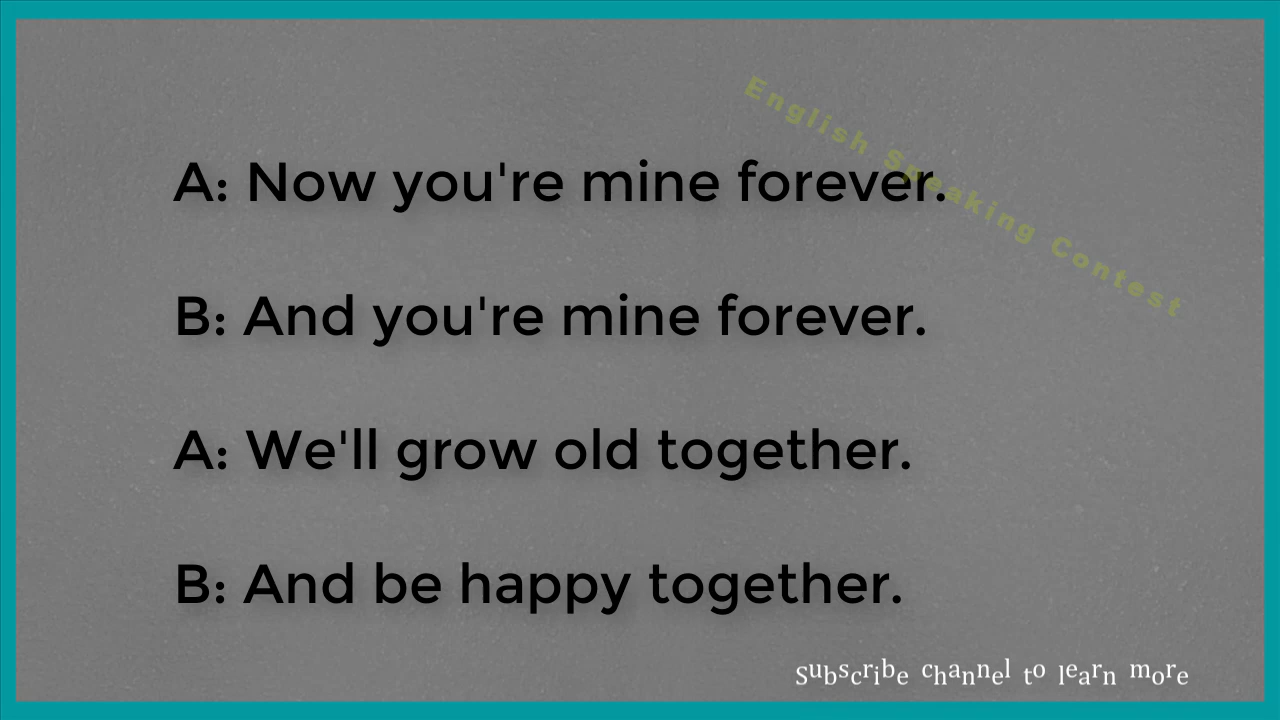 English Speaking Contest
A: Now you're mine forever.
B: And you're mine forever.
A: We'll grow old together.
B: And be happy together.
Subscribe channel to learn more